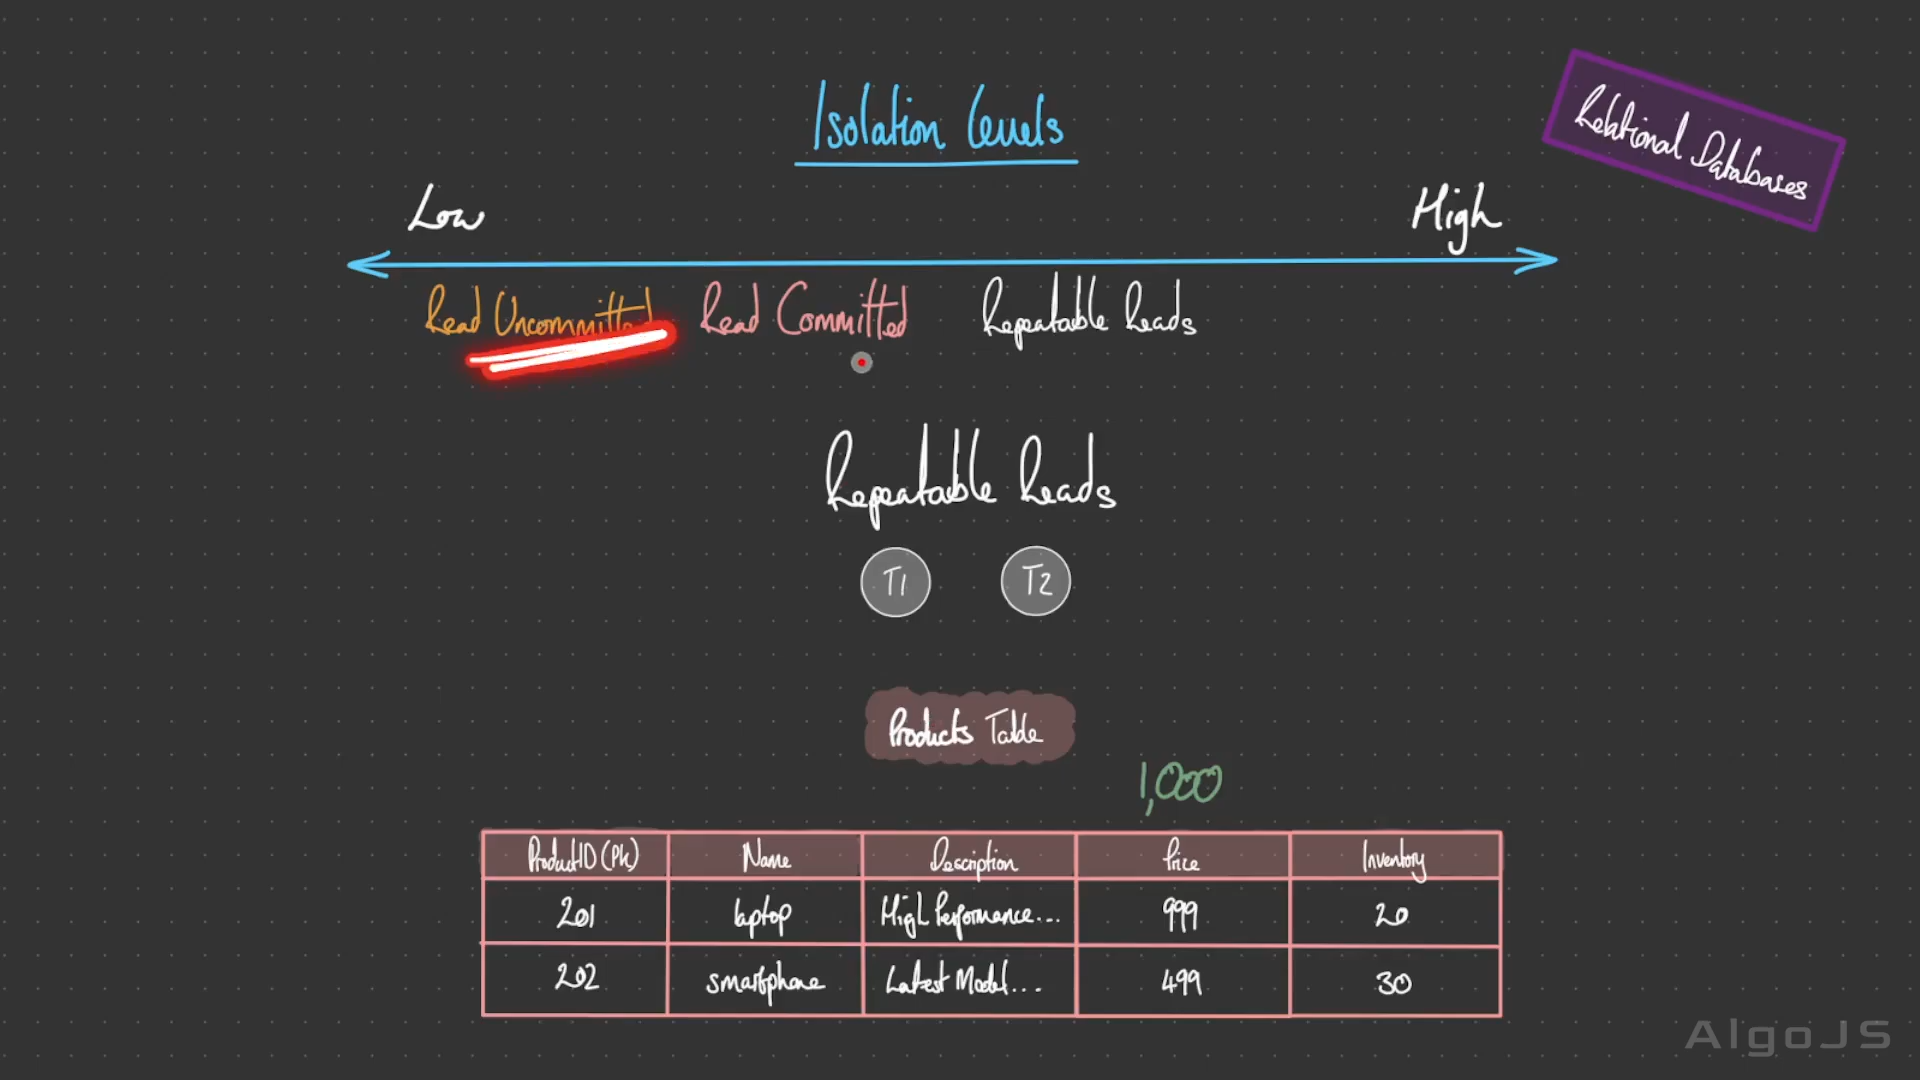 Isolation Levels
Relational Databases
Low
High
Read Uncommitted
Read Committed
Repeatable Reads
Repeatable Reads
T1
T2
Products Table
1,000
ProductID (PK) Name Description Price Inventory
201 laptop High Performance... 999 20
202 smartphone Latest Model... 499 30
AlgoJS